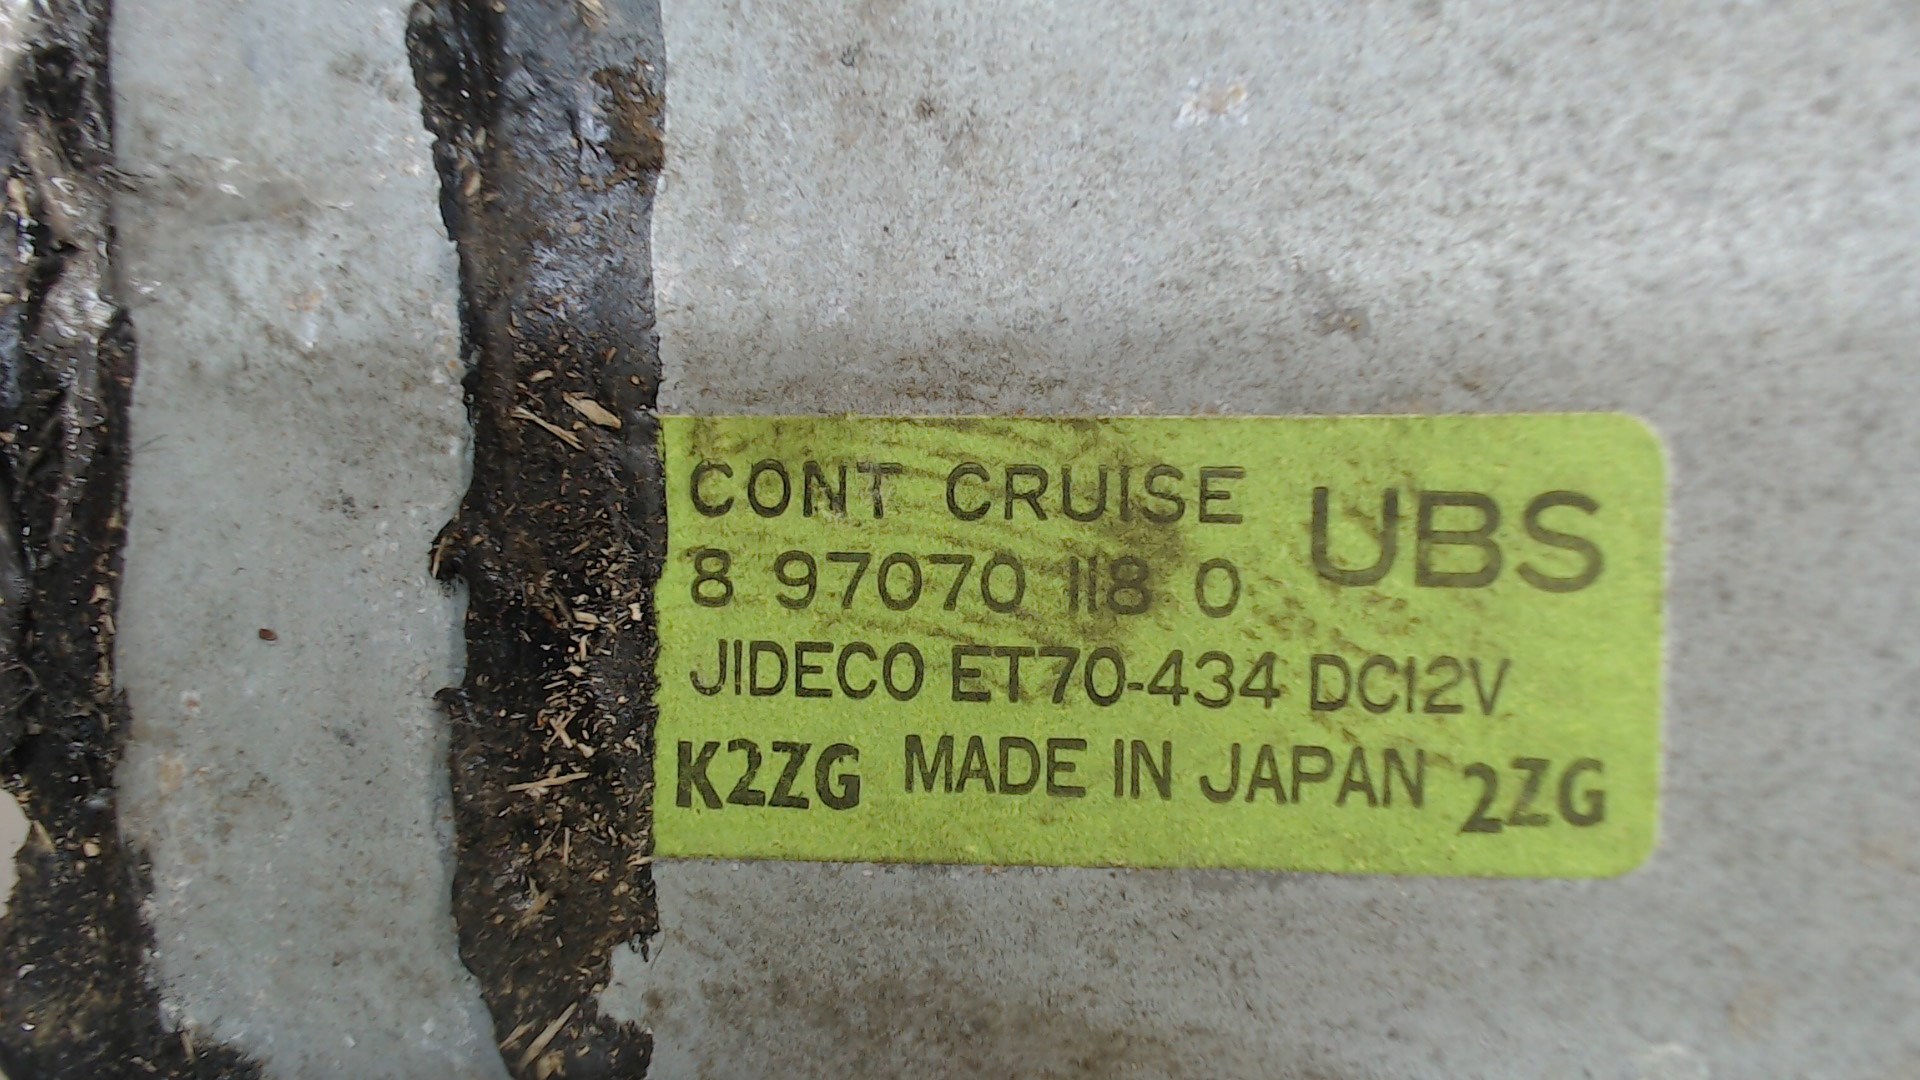 CONT CRUISE UBS
8 97070 118 0
JIDECO ET70-434 DC12V
K2ZG MADE IN JAPAN 2ZG